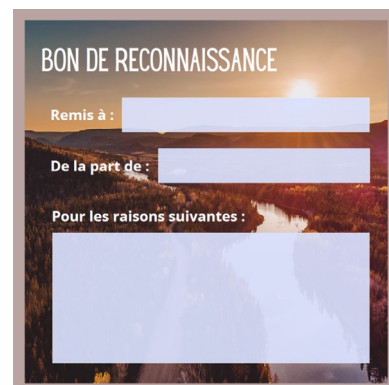 BON DE RECONNAISSANCE
Remis à :
De la part de :
Pour les raisons suivantes :